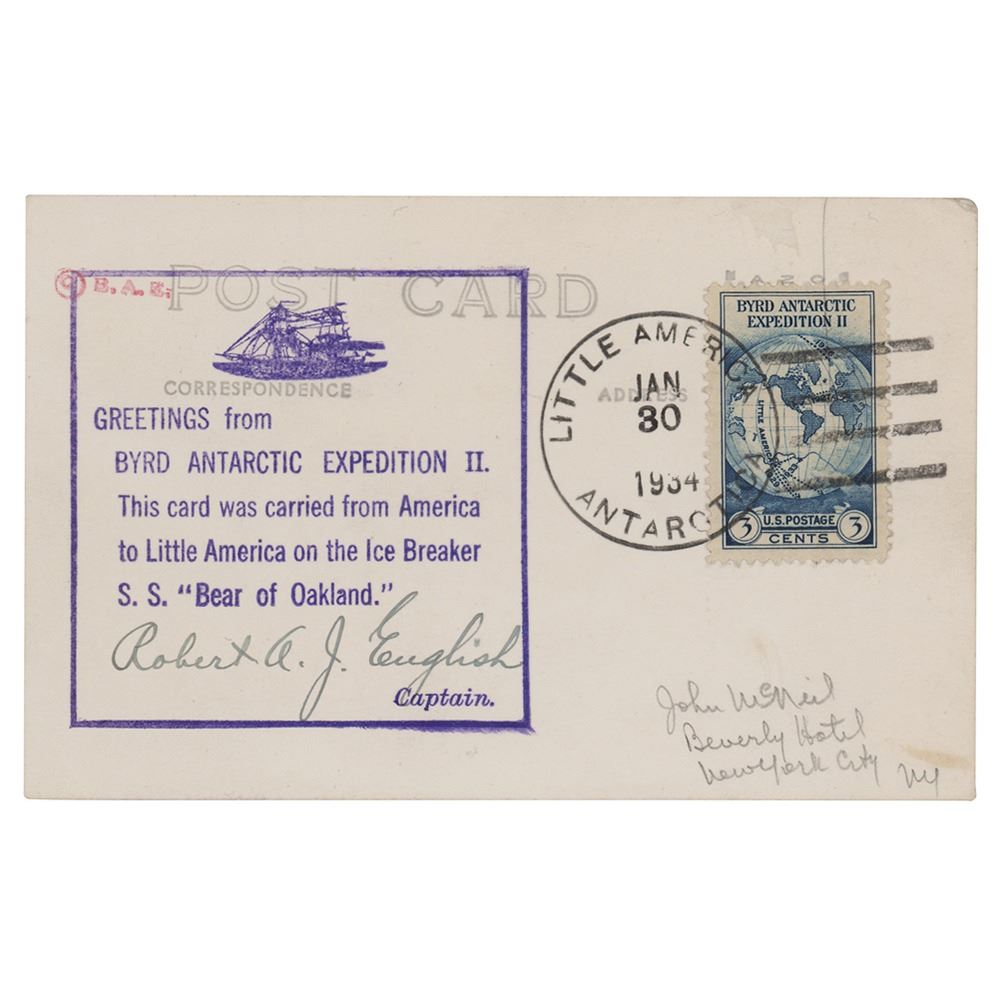 POST CARD
© B.A.E.
CORRESPONDENCE
GREETINGS from
BYRD ANTARCTIC EXPEDITION II.
This card was carried from America
to Little America on the Ice Breaker
S. S. "Bear of Oakland."
Robert A. J. English
Captain.
ADDRESS
LITTLE AMERICA
JAN
30
1934
ANTARCTICA
BYRD ANTARCTIC
EXPEDITION II
LITTLE AMERICA
3 U.S. POSTAGE 3
CENTS
John McNeil
Beverly Hotel
New York City NY